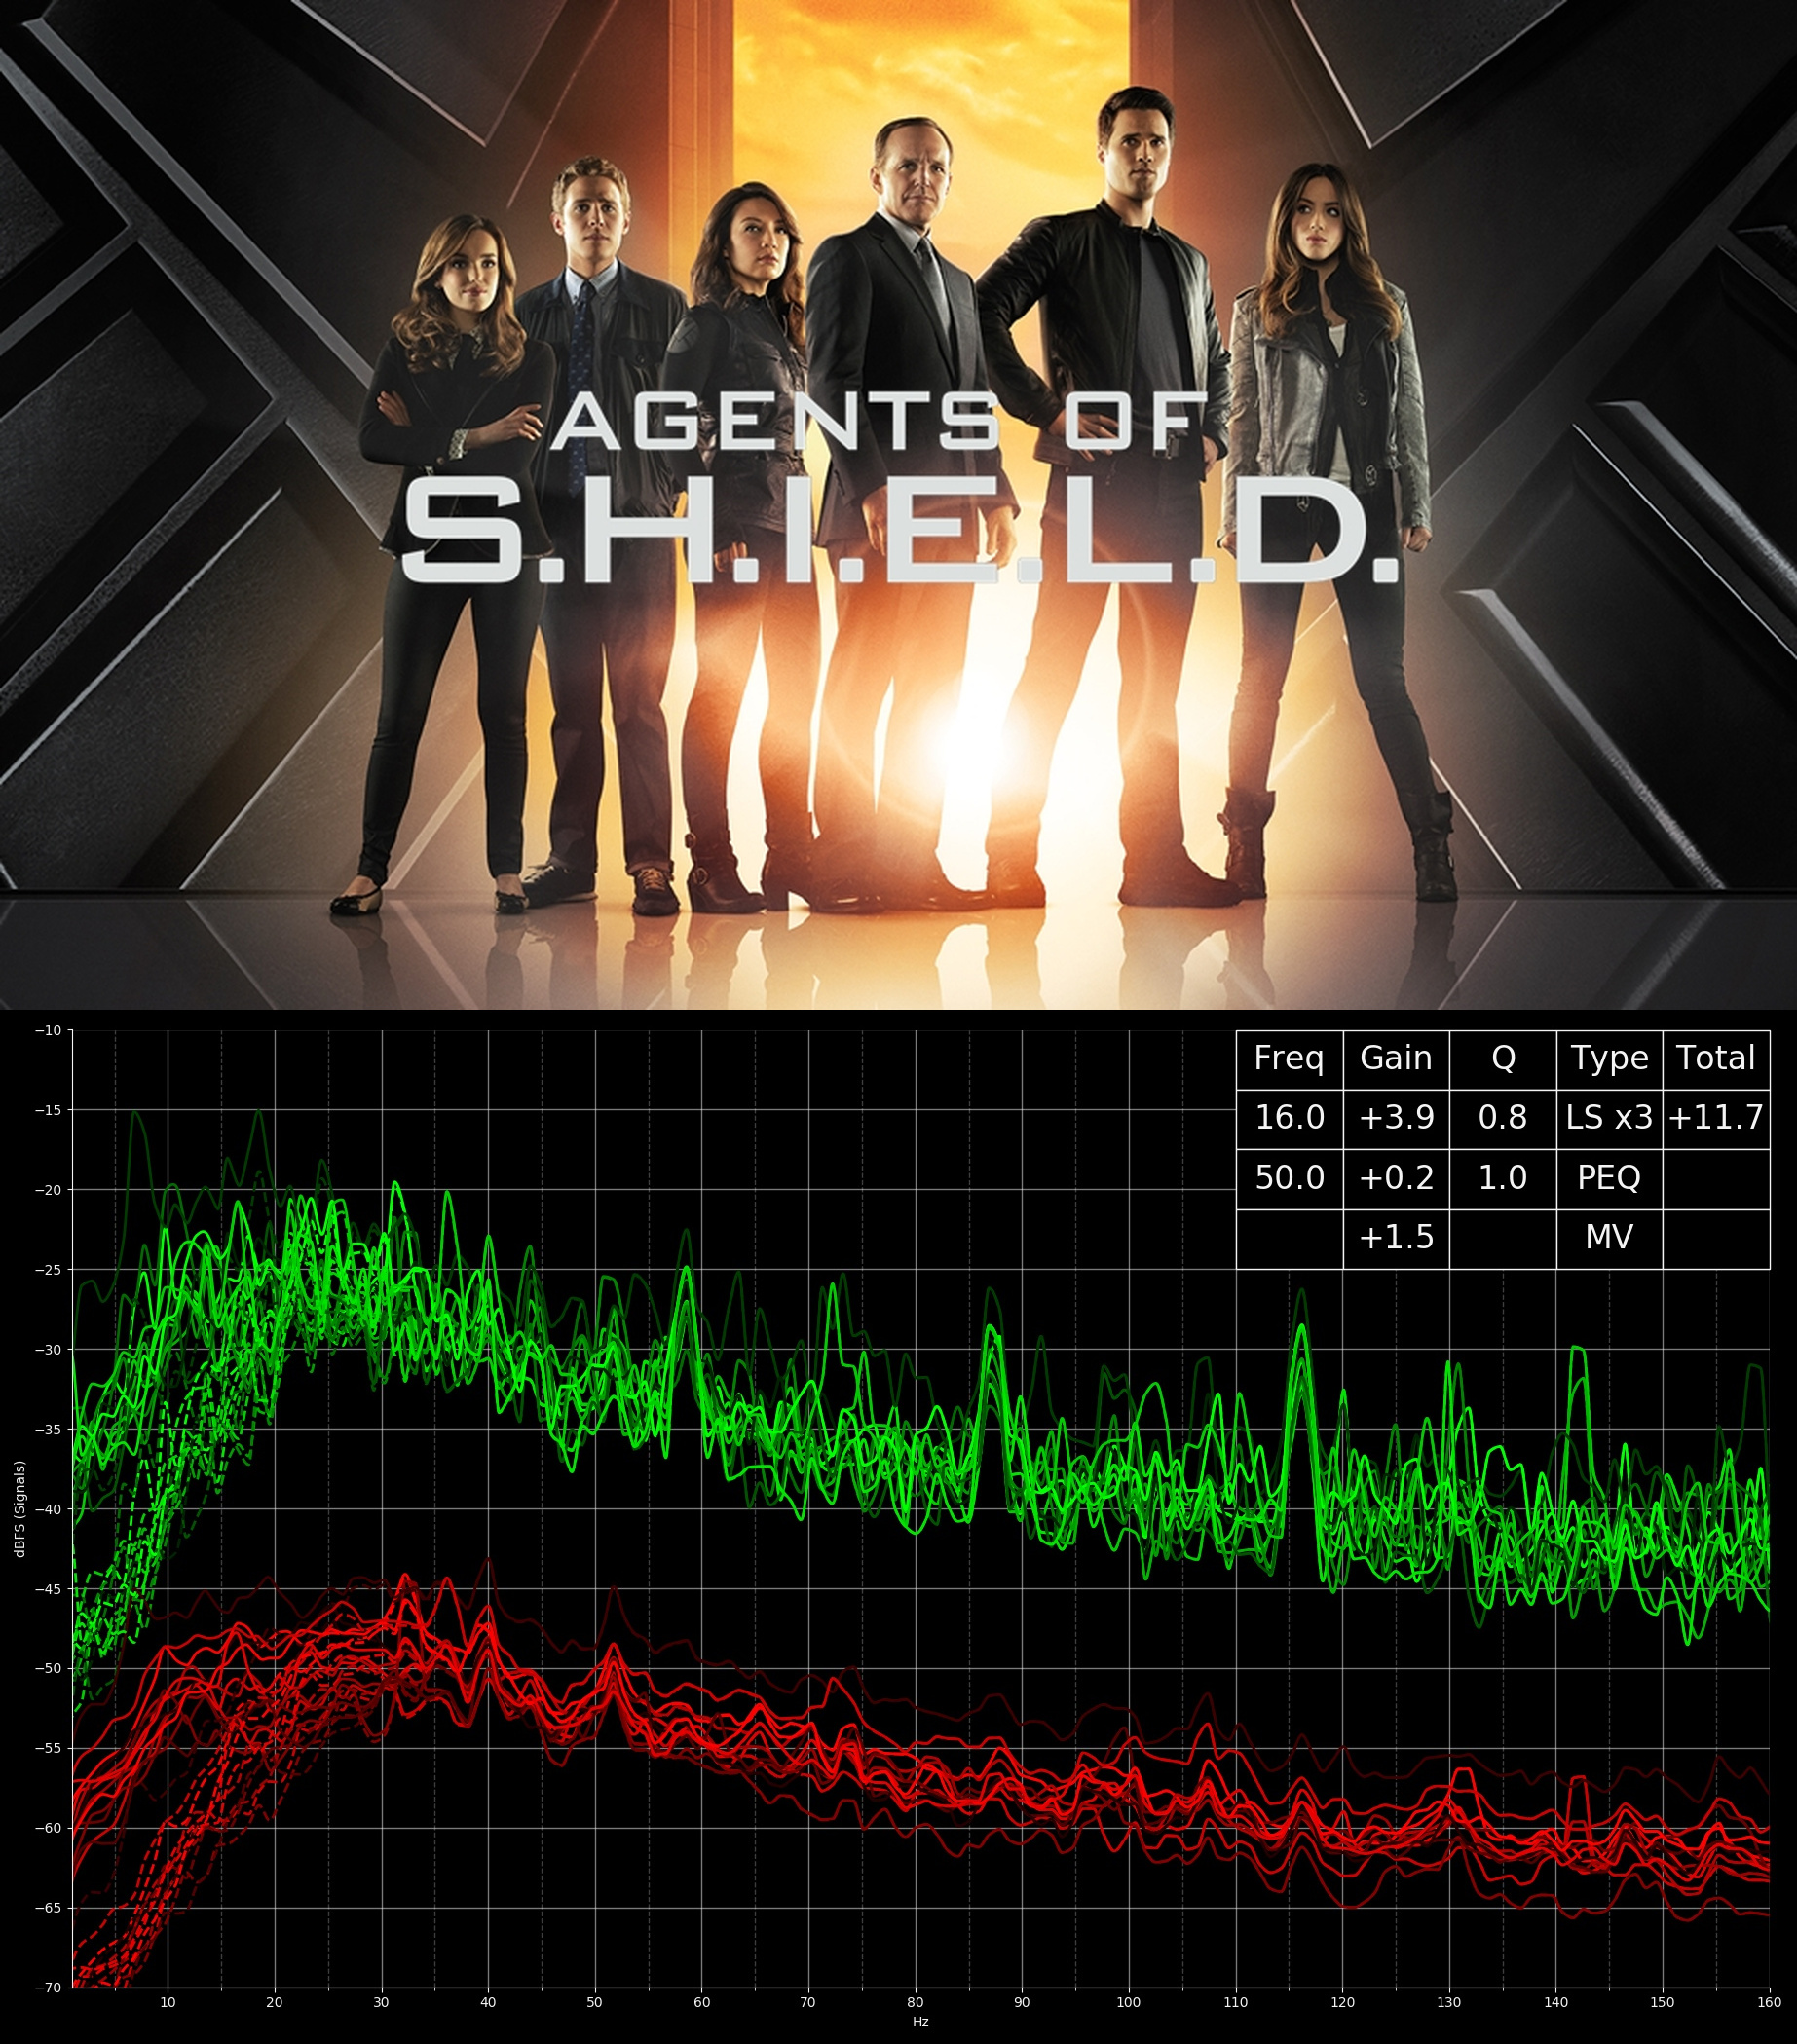 AGENTS OF
S.H.I.E.L.D.
Freq Gain Q Type Total
16.0 +3.9 0.8 LS x3 +11.7
50.0 +0.2 1.0 PEQ
+1.5 MV
−10
−15
−20
−25
−30
−35
−40
−45
−50
−55
−60
−65
−70
dBFS (Signals)
10 20 30 40 50 60 70 80 90 100 110 120 130 140 150 160
Hz